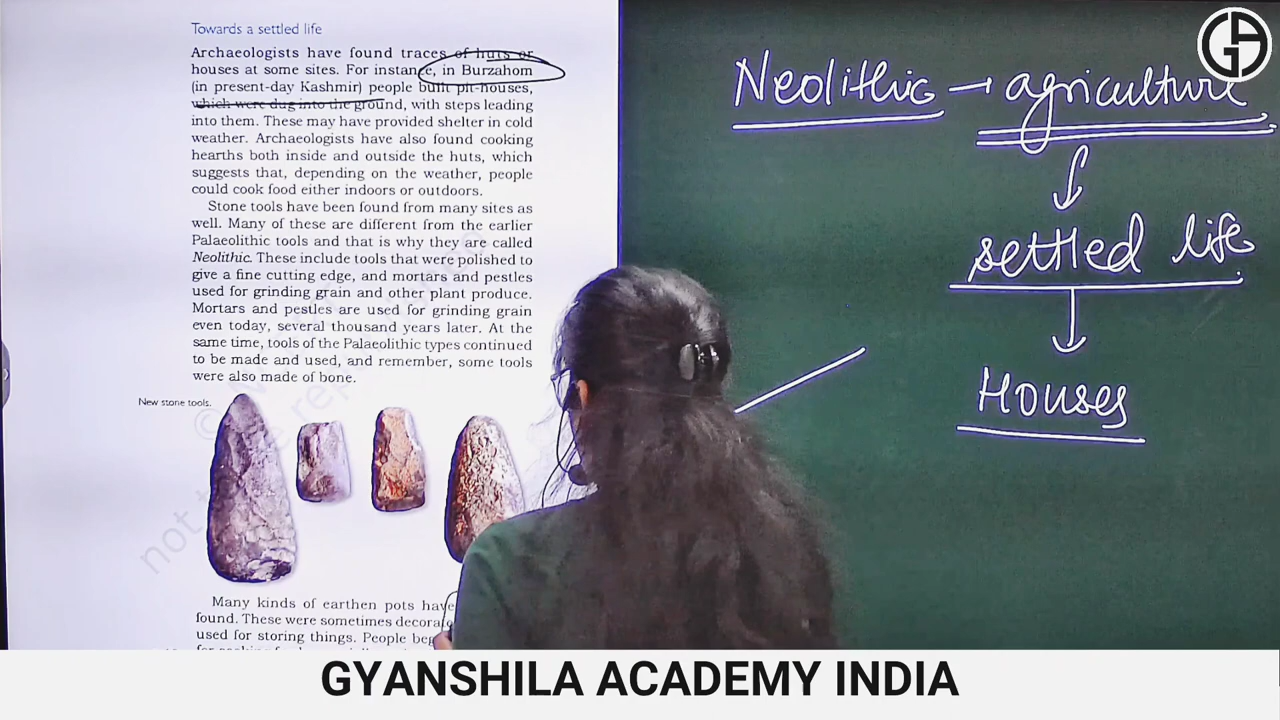 Towards a settled life
Archaeologists have found traces of huts or
houses at some sites. For instance, in Burzahom
(in present-day Kashmir) people built pit-houses,
which were dug into the ground, with steps leading
into them. These may have provided shelter in cold
weather. Archaeologists have also found cooking
hearths both inside and outside the huts, which
suggests that, depending on the weather, people
could cook food either indoors or outdoors.
Stone tools have been found from many sites as
well. Many of these are different from the earlier
Palaeolithic tools and that is why they are called
Neolithic. These include tools that were polished to
give a fine cutting edge, and mortars and pestles
used for grinding grain and other plant produce.
Mortars and pestles are used for grinding grain
even today, several thousand years later. At the
same time, tools of the Palaeolithic types continued
to be made and used, and remember, some tools
were also made of bone.
New stone tools.
Many kinds of earthen pots have
found. These were sometimes
used for storing things. People
Neolithic → agriculture
settled life
Houses
GA
GYANSHILA ACADEMY INDIA